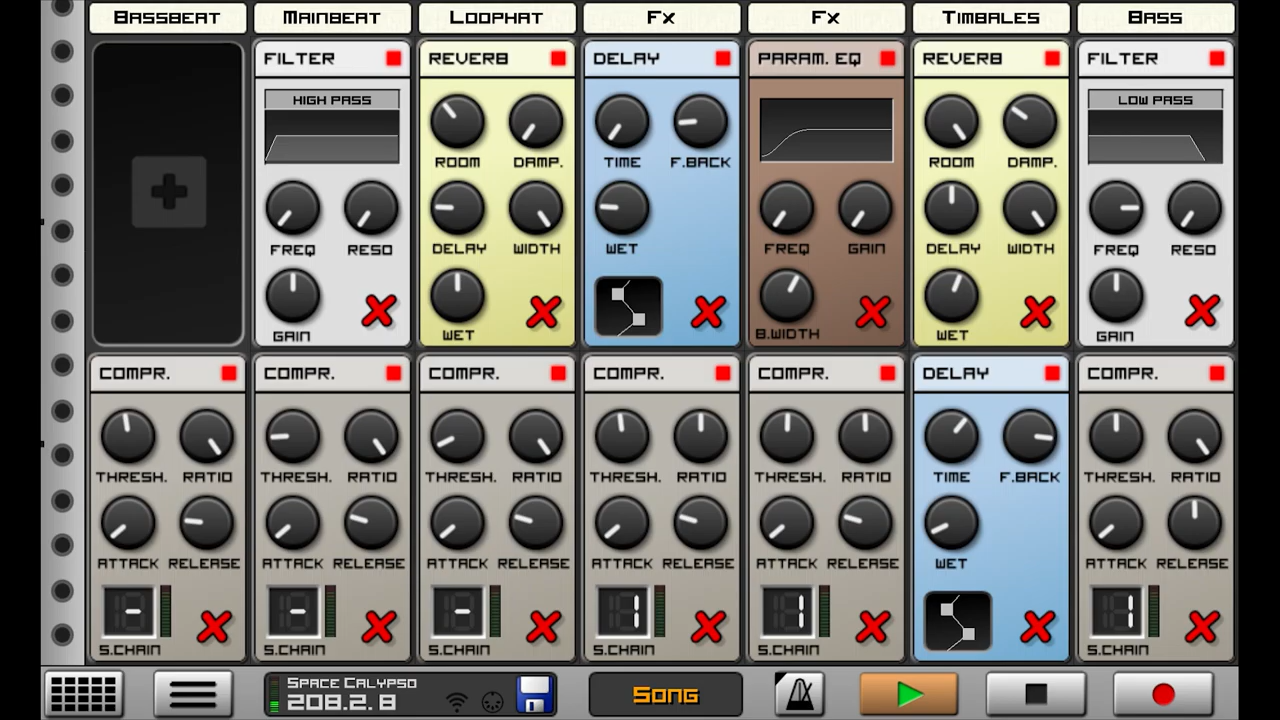 BASSBEAT MAINBEAT LOOPHAT FX FX TIMBALES BASS
FILTER REVERB DELAY PARAM. EQ REVERB FILTER
HIGH PASS LOW PASS
ROOM DAMP. TIME F.BACK ROOM DAMP.
FREQ RESO DELAY WIDTH WET FREQ GAIN DELAY WIDTH FREQ RESO
GAIN WET B.WIDTH WET GAIN
COMPR. COMPR. COMPR. COMPR. COMPR. DELAY COMPR.
THRESH. RATIO THRESH. RATIO THRESH. RATIO THRESH. RATIO THRESH. RATIO TIME F.BACK THRESH. RATIO
ATTACK RELEASE ATTACK RELEASE ATTACK RELEASE ATTACK RELEASE ATTACK RELEASE WET ATTACK RELEASE
- - - 1 1 1
S.CHAIN S.CHAIN S.CHAIN S.CHAIN S.CHAIN S.CHAIN
SPACE CALYPSO
208.2.8 SONG